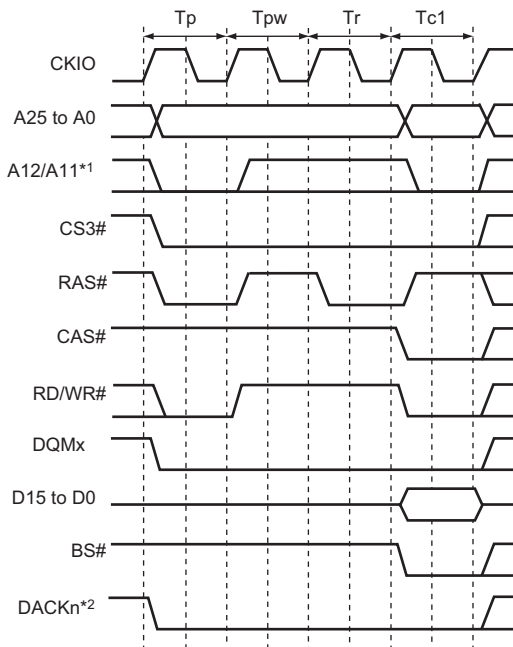 Tp Tpw Tr Tc1
CKIO
A25 to A0
A12/A11*1
CS3#
RAS#
CAS#
RD/WR#
DQMx
D15 to D0
BS#
DACKn*2